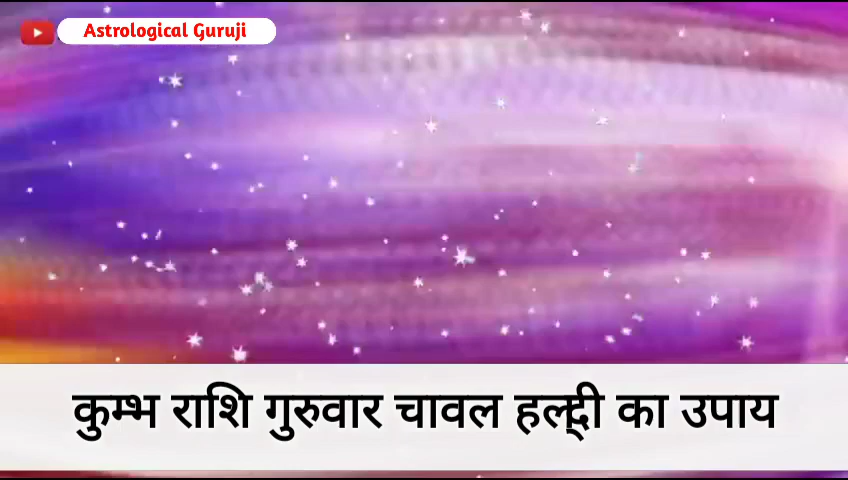 Astrological Guruji
कुम्भ राशि गुरुवार चावल हल्द्दी का उपाय